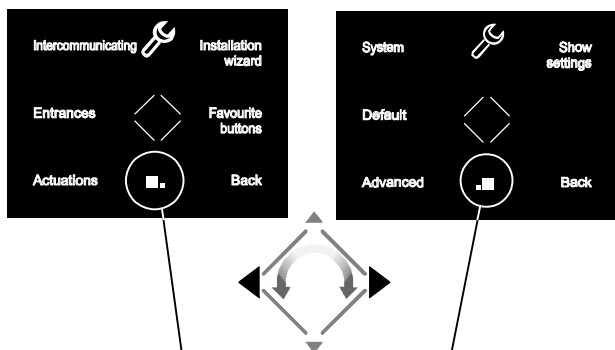 Intercommunicating
Installation
wizard
Entrances
Favourite
buttons
Actuations
Back
System
Show
settings
Default
Advanced
Back